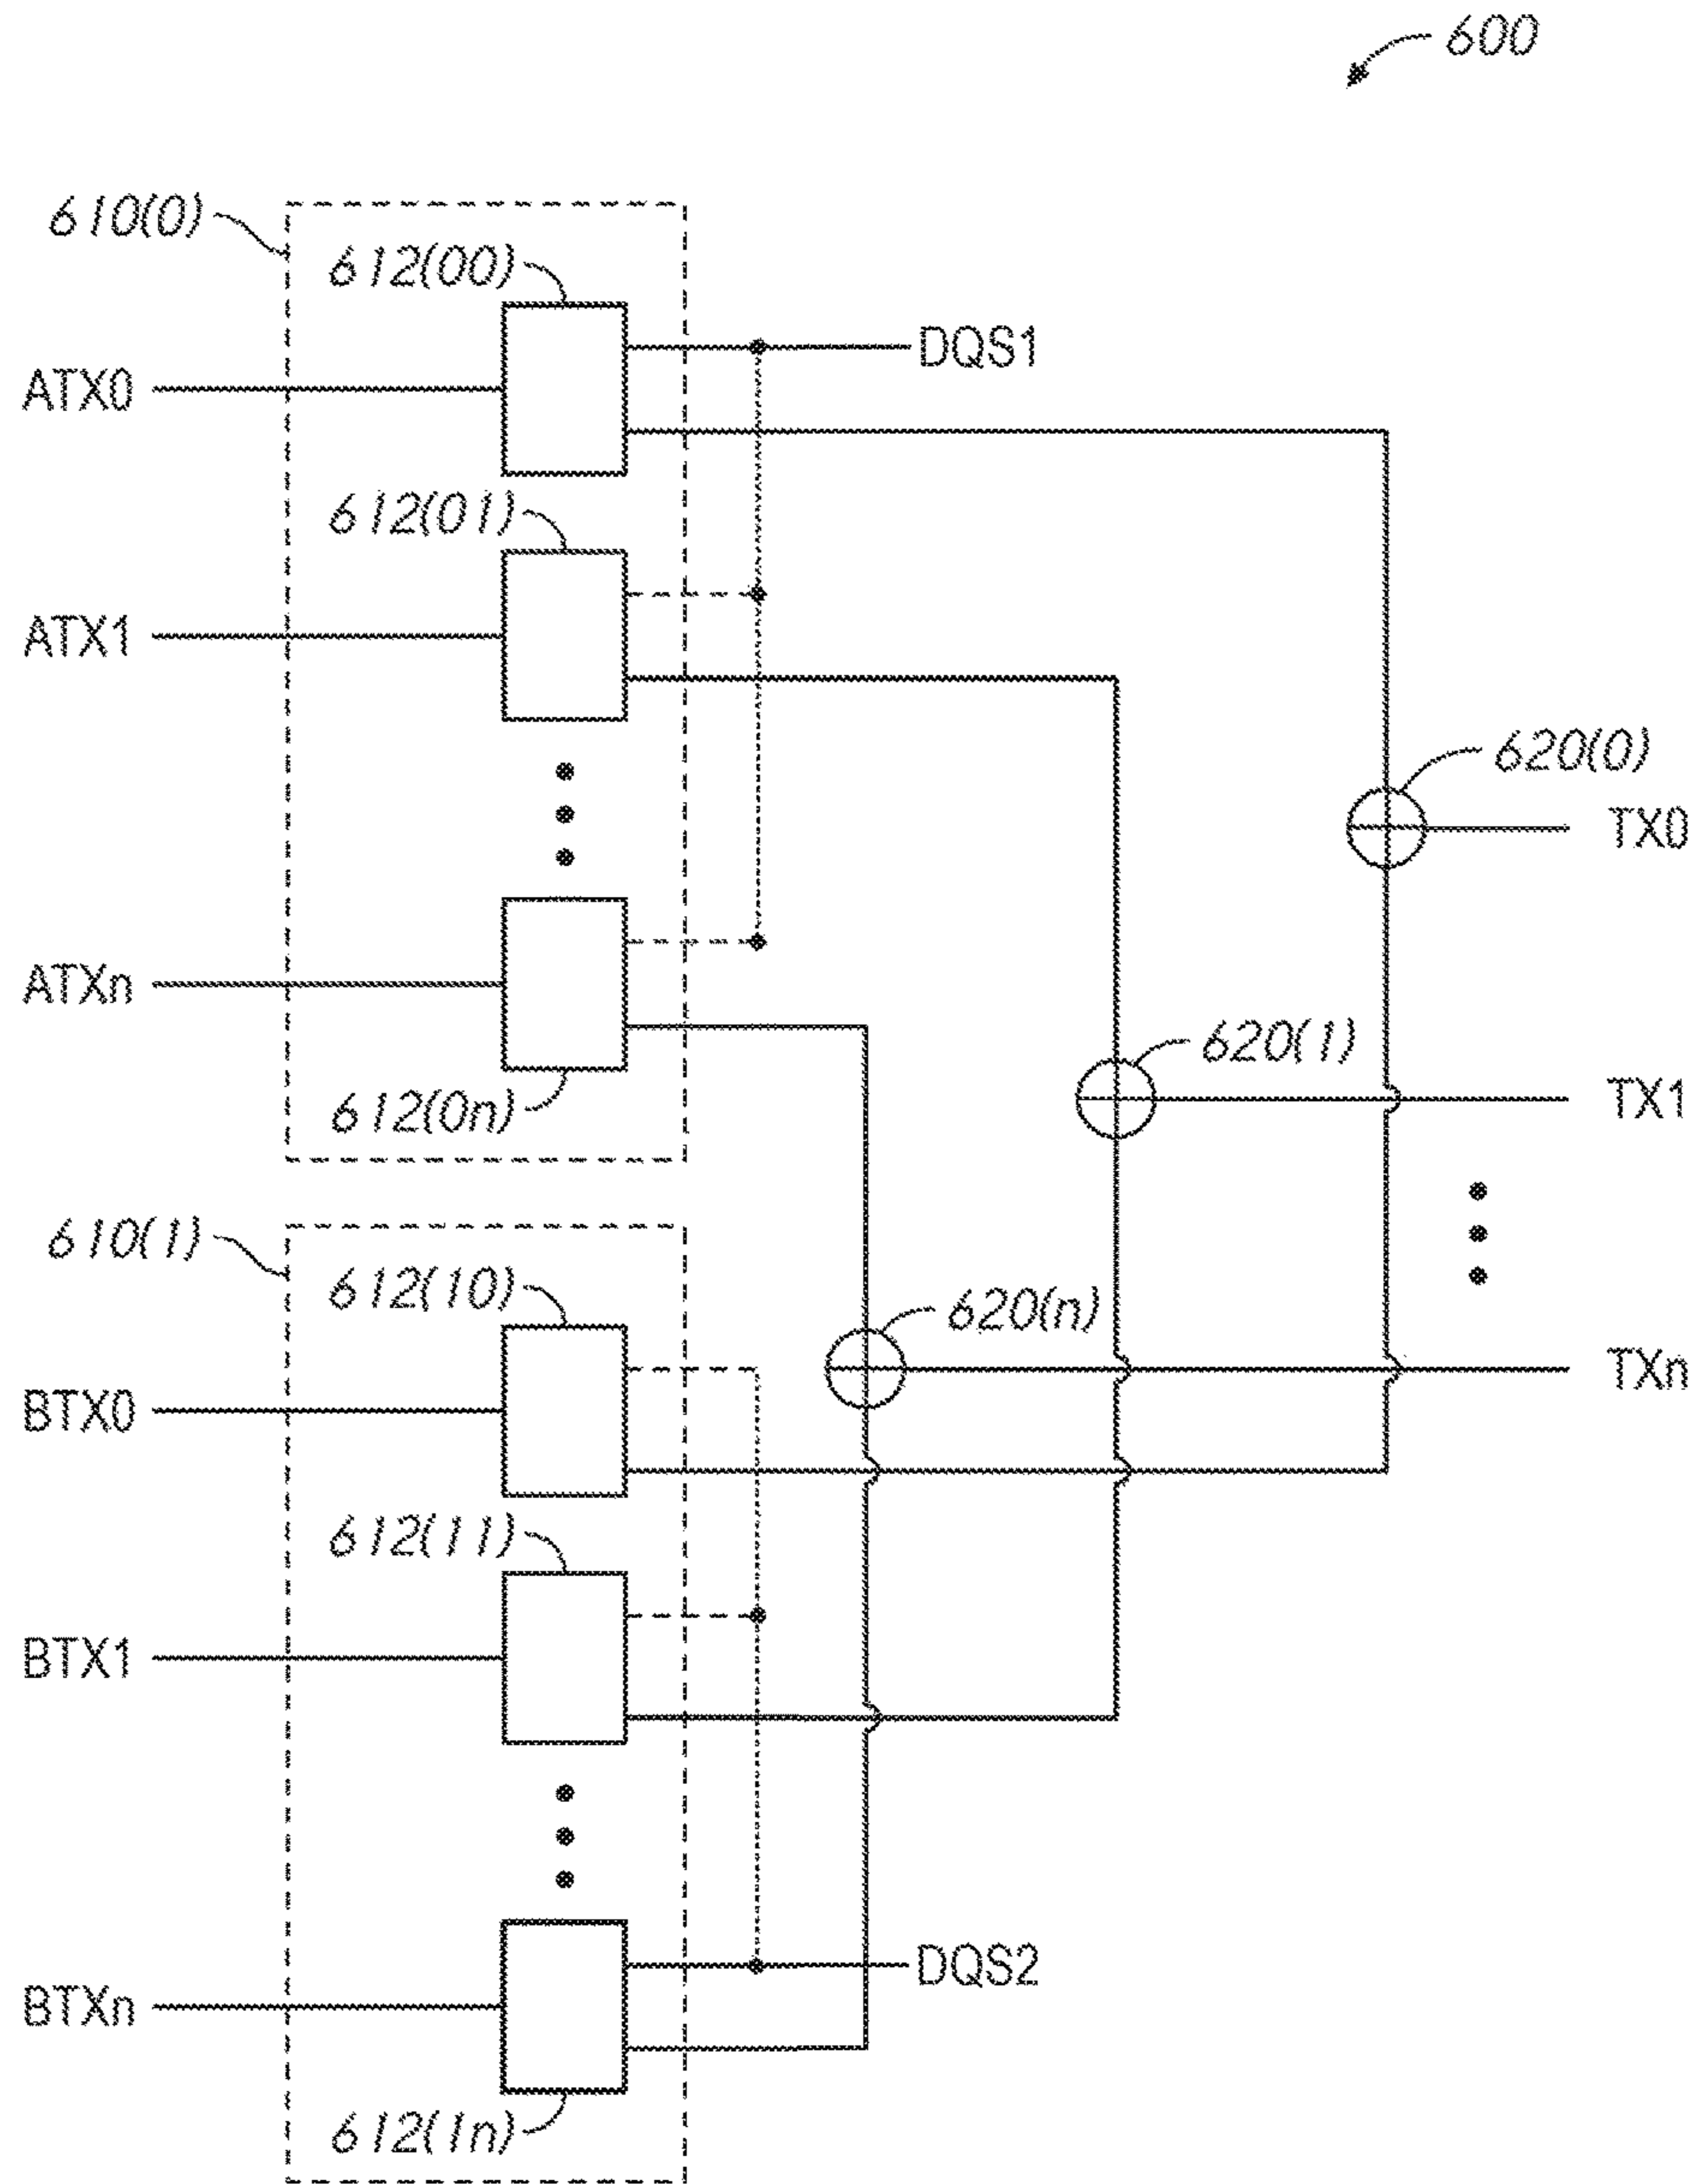 600
610(0)
612(00)
DQS1
ATX0
612(01)
ATX1
620(0)
TX0
ATXn
620(1)
TX1
612(0n)
610(1)
612(10)
620(n)
TXn
BTX0
612(11)
BTX1
DQS2
BTXn
612(1n)